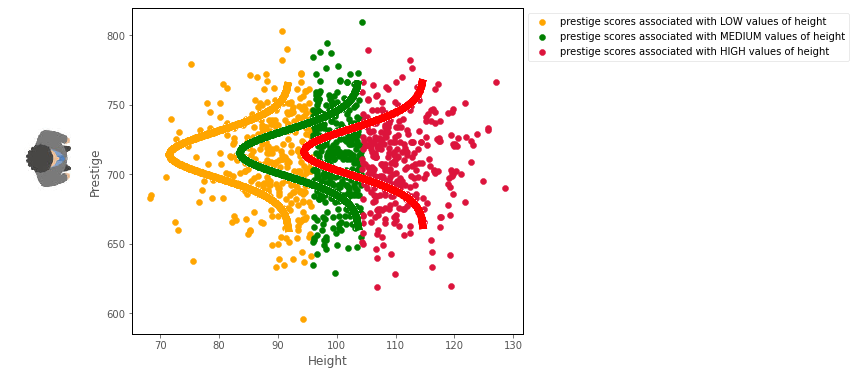 prestige scores associated with LOW values of height
prestige scores associated with MEDIUM values of height
prestige scores associated with HIGH values of height
800
750
700
650
600
Prestige
70 80 90 100 110 120 130
Height